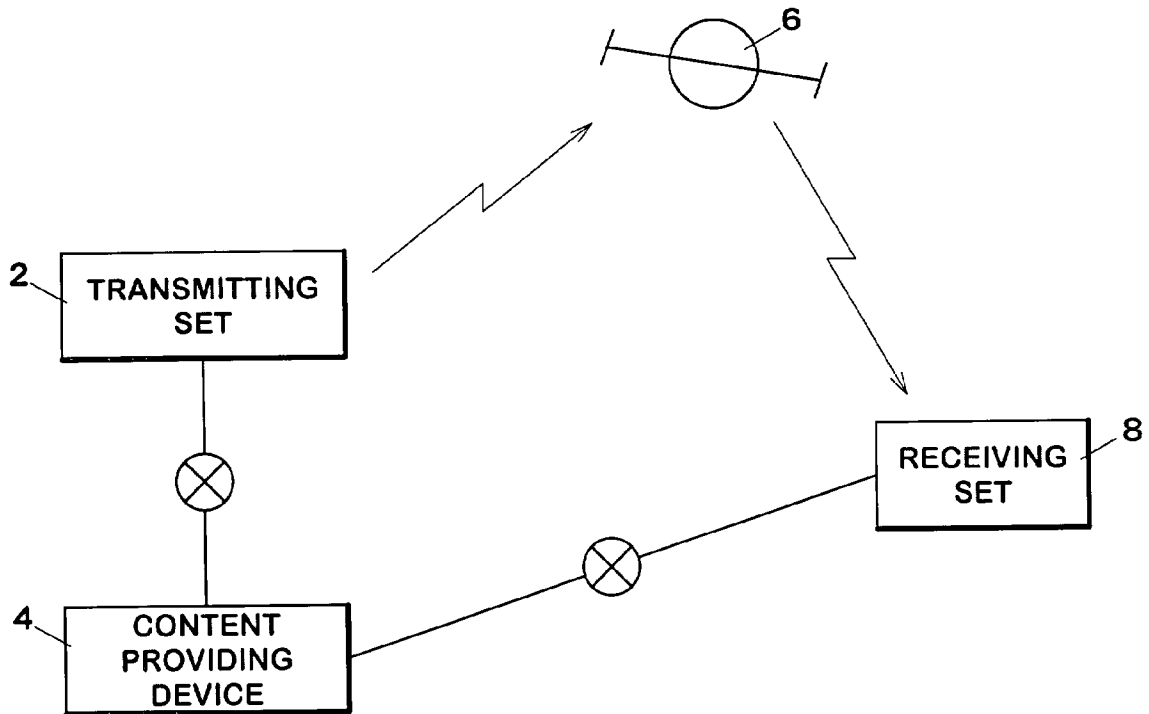 6
2
TRANSMITTING
SET
8
RECEIVING
SET
4
CONTENT
PROVIDING
DEVICE